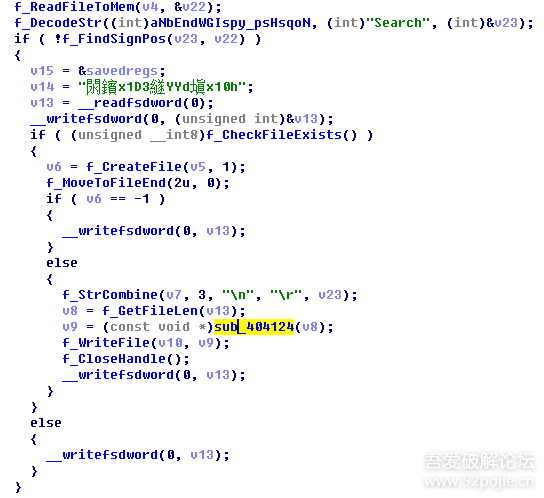 f_ReadFileToMem(v4, &v22);
f_DecodeStr((int)aNbEndWGIspy_psHsqoN, (int)"Search", (int)&v23);
if ( !f_FindSignPos(v23, v22) )
{
v15 = &savedregs;
v14 = "閼鑌x1D3繸YYd塡x10h";
v13 = __readfsdword(0);
__writefsdword(0, (unsigned int)&v13);
if ( (unsigned __int8)f_CheckFileExists() )
{
v6 = f_CreateFile(v5, 1);
f_MoveToFileEnd(2u, 0);
if ( v6 == -1 )
{
__writefsdword(0, v13);
}
else
{
f_StrCombine(v7, 3, "\n", "\r", v23);
v8 = f_GetFileLen(v13);
v9 = (const void *)sub_404124(v8);
f_WriteFile(v10, v9);
f_CloseHandle();
__writefsdword(0, v13);
}
}
else
{
__writefsdword(0, v13);
}
}
吾爱破解论坛
www.52pojie.cn